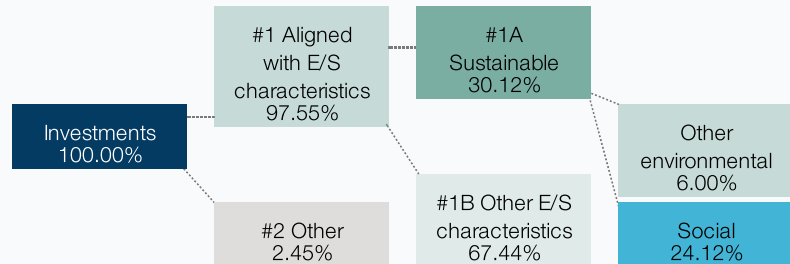 Investments
100.00%
#1 Aligned
with E/S
characteristics
97.55%
#2 Other
2.45%
#1A
Sustainable
30.12%
#1B Other E/S
characteristics
67.44%
Other
environmental
6.00%
Social
24.12%